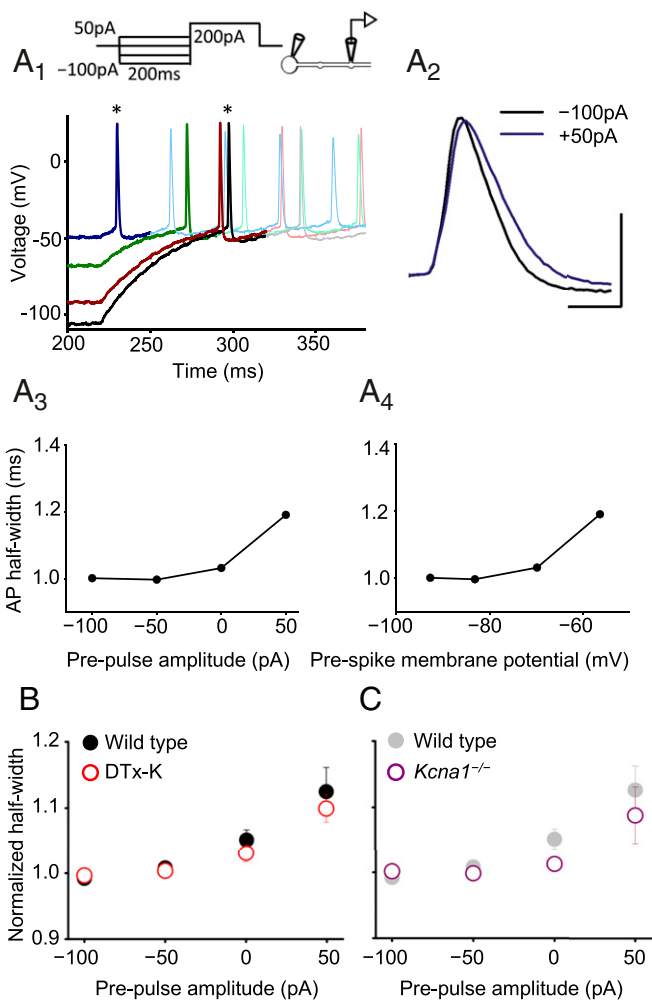 A1
50pA
−100pA
200ms
200pA
*
*
Voltage (mV)
0
-50
-100
200
250
300
350
Time (ms)
A2
−100pA
+50pA
A3
AP half-width (ms)
1.4
1.2
1.0
−100
−50
0
50
Pre-pulse amplitude (pA)
A4
1.4
1.2
1.0
−100
−80
−60
Pre-spike membrane potential (mV)
B
Wild type
DTx-K
Normalized half-width
1.2
1.1
1.0
0.9
−100
−50
0
50
Pre-pulse amplitude (pA)
C
Wild type
Kcna1−/−
−100
−50
0
50
Pre-pulse amplitude (pA)